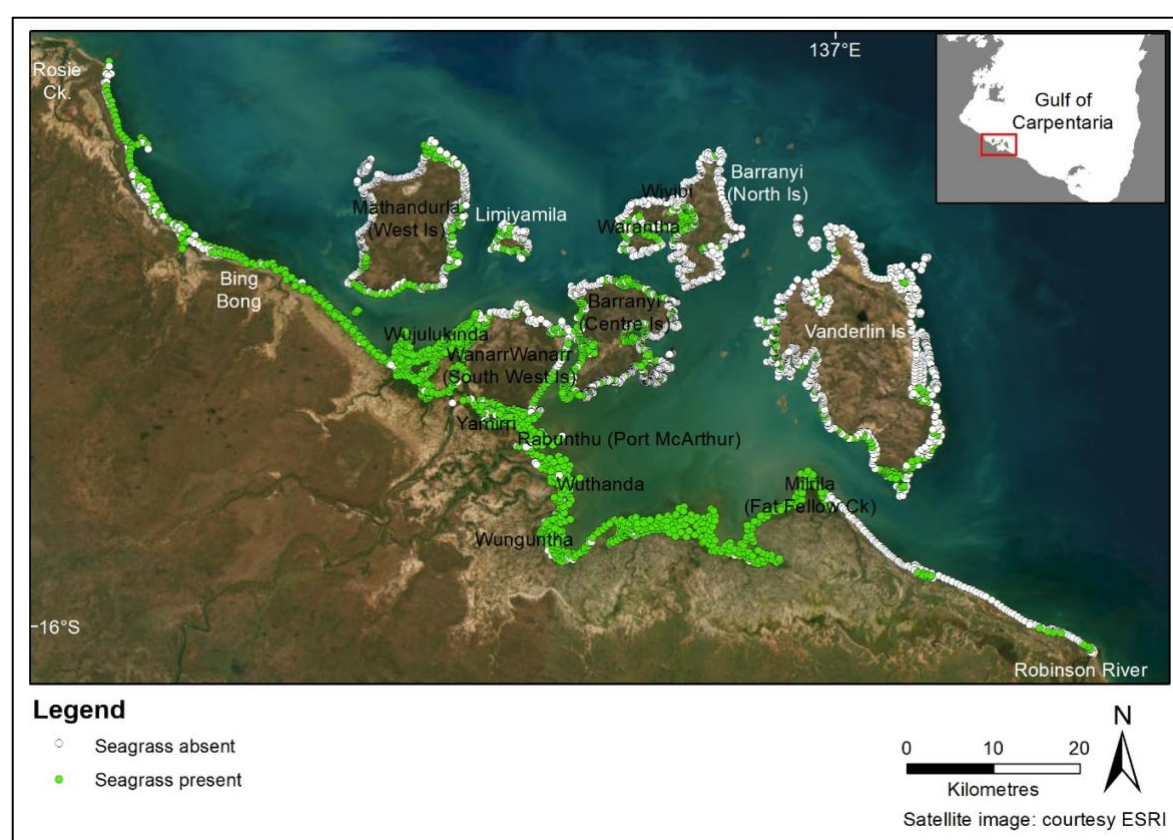 137°E
Rosie
Ck.
Gulf of
Carpentaria
Barranyi
(North Is)
Wiyibi
Mathandurla
(West Is)
Limiyamila
Warantha
Bing
Bong
Barranyi
(Centre Is)
Vanderlin Is
Wujulukinda
WanarrWanarr
(South West Is)
Yamirri
Rabunthu (Port McArthur)
Wuthanda
Milrila
(Fat Fellow Ck)
Wunguntha
16°S
Robinson River
Legend
Seagrass absent
Seagrass present
N
0 10 20
Kilometres
Satellite image: courtesy ESRI